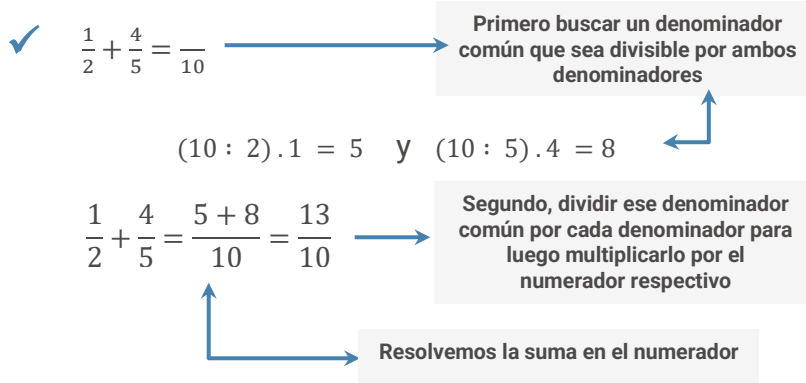 1/2 + 4/5 = /10
Primero buscar un denominador
común que sea divisible por ambos
denominadores
(10 : 2) . 1 = 5 y (10 : 5) . 4 = 8
1/2 + 4/5 = 5 + 8/10 = 13/10
Segundo, dividir ese denominador
común por cada denominador para
luego multiplicarlo por el
numerador respectivo
Resolvemos la suma en el numerador